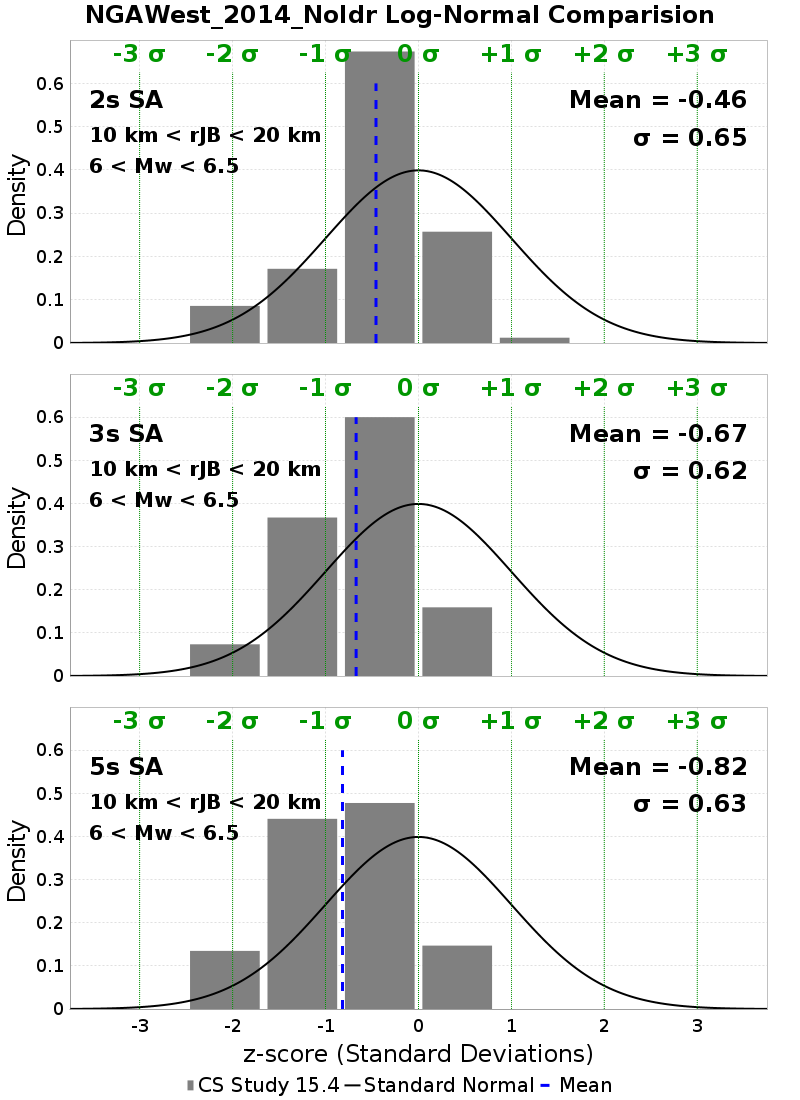 NGAWest_2014_NoIdr Log-Normal Comparision
-3 σ -2 σ -1 σ 0 σ +1 σ +2 σ +3 σ
2s SA Mean = -0.46
10 km < rJB < 20 km σ = 0.65
6 < Mw < 6.5
Density
0.6
0.5
0.4
0.3
0.2
0.1
0
-3 σ -2 σ -1 σ 0 σ +1 σ +2 σ +3 σ
3s SA Mean = -0.67
10 km < rJB < 20 km σ = 0.62
6 < Mw < 6.5
Density
0.6
0.5
0.4
0.3
0.2
0.1
0
-3 σ -2 σ -1 σ 0 σ +1 σ +2 σ +3 σ
5s SA Mean = -0.82
10 km < rJB < 20 km σ = 0.63
6 < Mw < 6.5
Density
0.6
0.5
0.4
0.3
0.2
0.1
0
-3 -2 -1 0 1 2 3
z-score (Standard Deviations)
CS Study 15.4 Standard Normal Mean